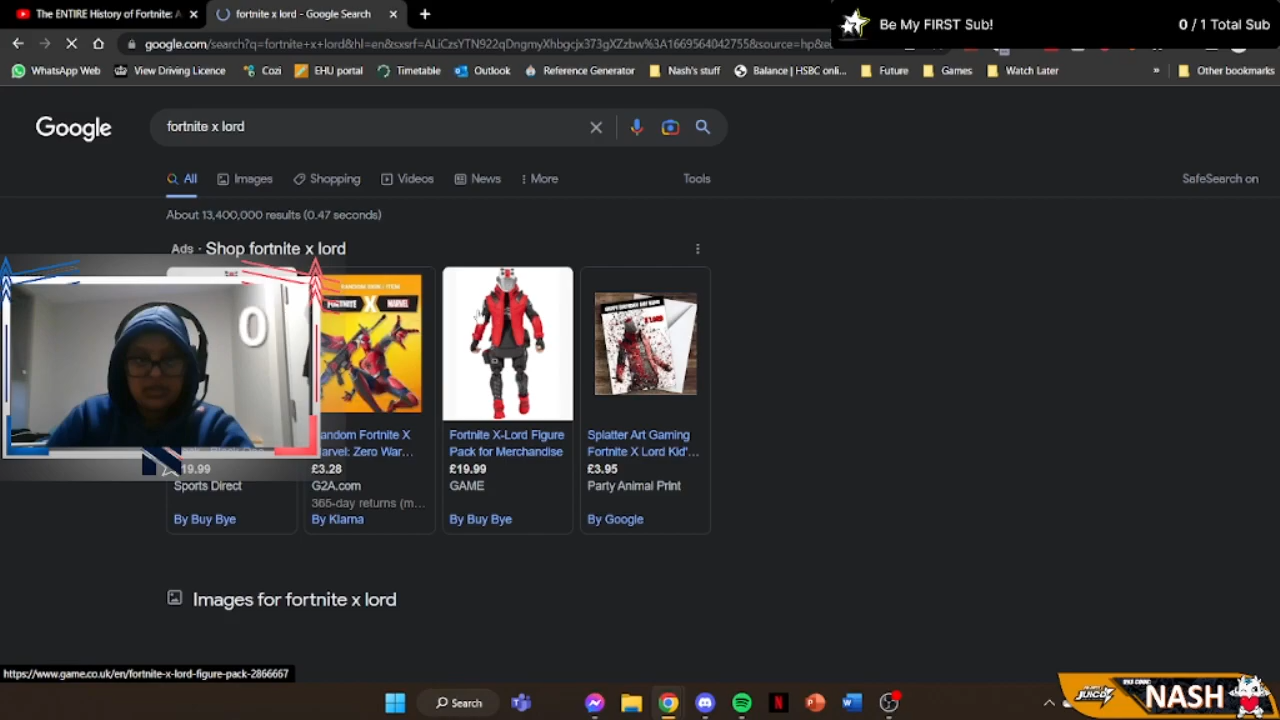 The ENTIRE History of Fortnite: A
fortnite x lord - Google Search
Be My FIRST Sub!
0 / 1 Total Sub
WhatsApp Web
View Driving Licence
Cozi
EHU portal
Timetable
Outlook
Reference Generator
Nash's stuff
Balance | HSBC onli...
Future
Games
Watch Later
»
Other bookmarks
Google
fortnite x lord
All
Images
Shopping
Videos
News
More
Tools
SafeSearch on
About 13,400,000 results (0.47 seconds)
Ads · Shop fortnite x lord
FORTNITE X MARVEL
0
andom Fortnite X
arvel: Zero War...
£3.28
G2A.com
365-day returns (m...
By Klarna
19.99
Sports Direct
By Buy Bye
Fortnite X-Lord Figure
Pack for Merchandise
£19.99
GAME
By Buy Bye
Splatter Art Gaming
Fortnite X Lord Kid'...
£3.95
Party Animal Print
By Google
Images for fortnite x lord
https://www.game.co.uk/en/fortnite-x-lord-figure-pack-2866667
Search
JUICD
NASH